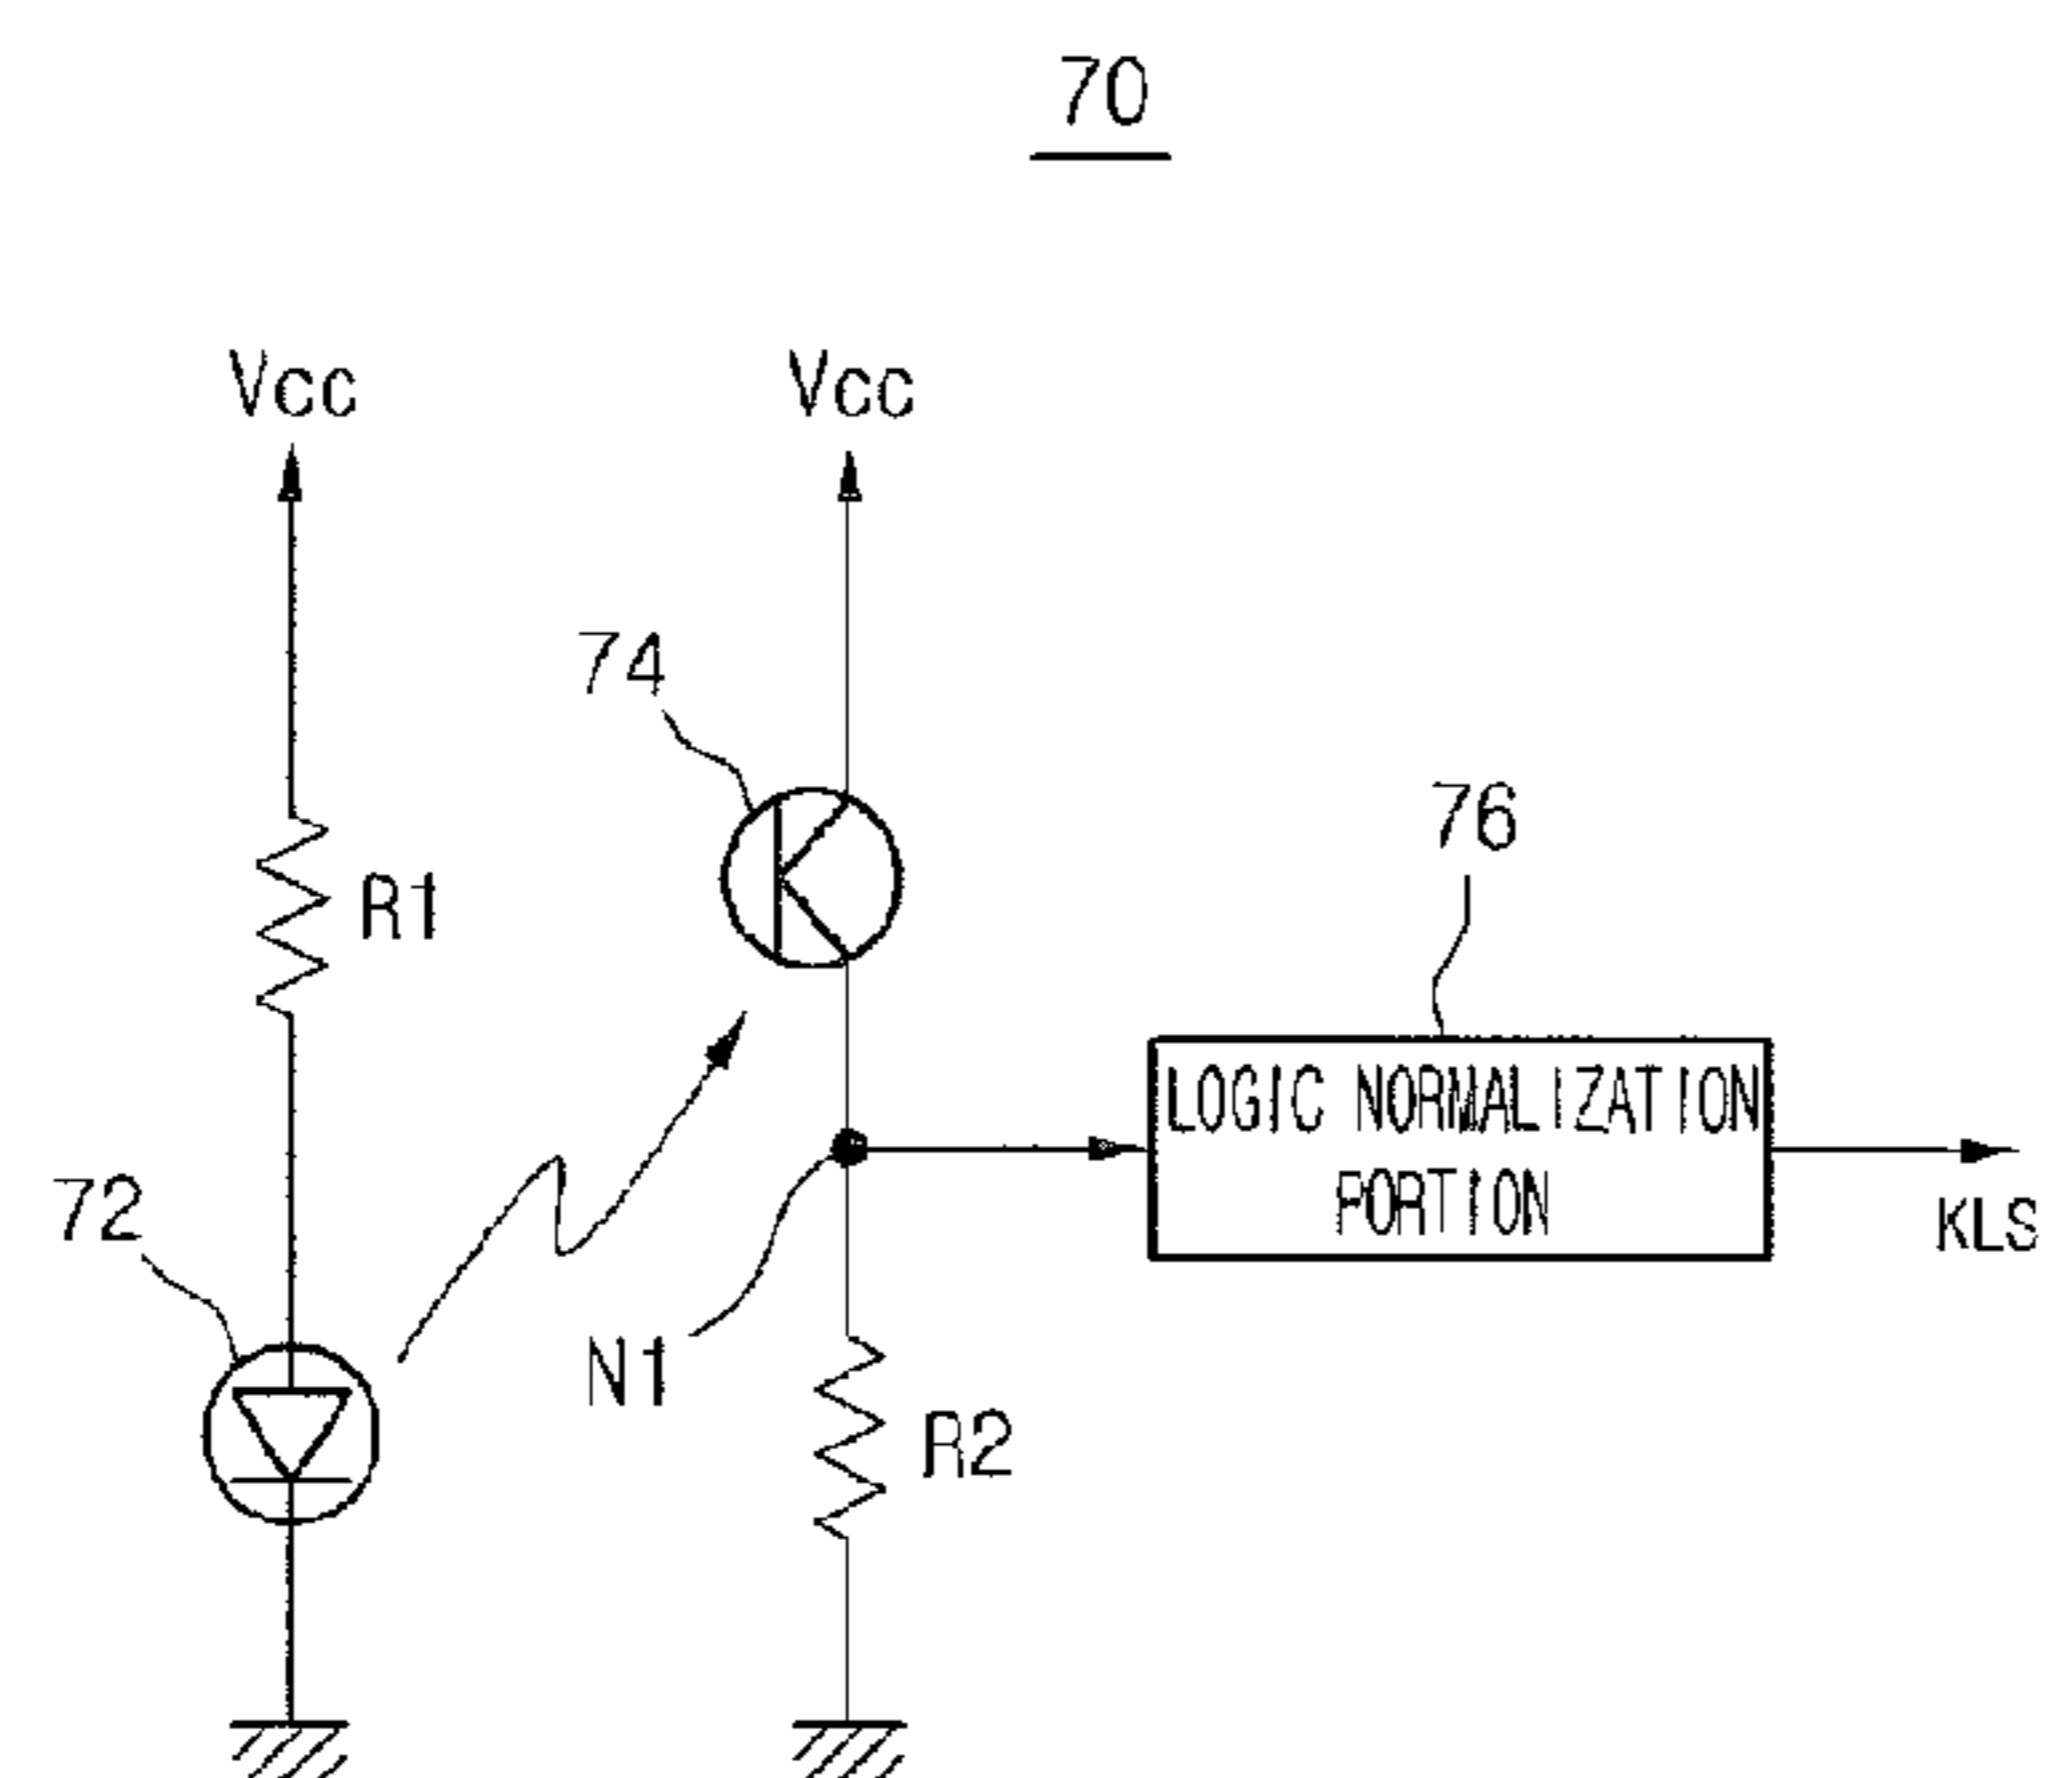 70
Vcc
Vcc
74
76
R1
LOGIC NORMALIZATION
PORTION
72
KLS
N1
R2